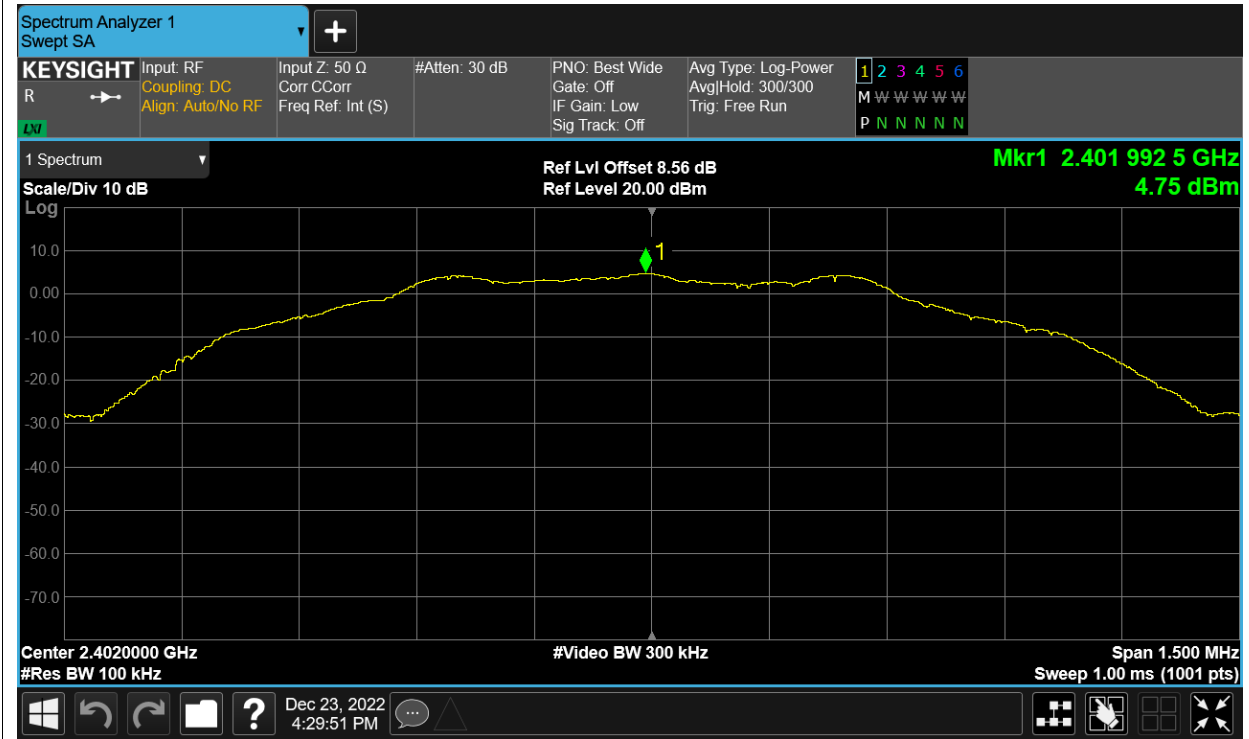 Spectrum Analyzer 1
Swept SA
KEYSIGHT
R
LXI
Input: RF
Coupling: DC
Align: Auto/No RF
Input Z: 50 Ω
Corr CCorr
Freq Ref: Int (S)
#Atten: 30 dB
PNO: Best Wide
Gate: Off
IF Gain: Low
Sig Track: Off
Avg Type: Log-Power
Avg|Hold: 300/300
Trig: Free Run
1 2 3 4 5 6
M W W W W W
P N N N N N
1 Spectrum
Scale/Div 10 dB
Log
Ref Lvl Offset 8.56 dB
Ref Level 20.00 dBm
Mkr1 2.401 992 5 GHz
4.75 dBm
1
10.0
0.00
-10.0
-20.0
-30.0
-40.0
-50.0
-60.0
-70.0
Center 2.4020000 GHz
#Res BW 100 kHz
#Video BW 300 kHz
Span 1.500 MHz
Sweep 1.00 ms (1001 pts)
?
Dec 23, 2022
4:29:51 PM